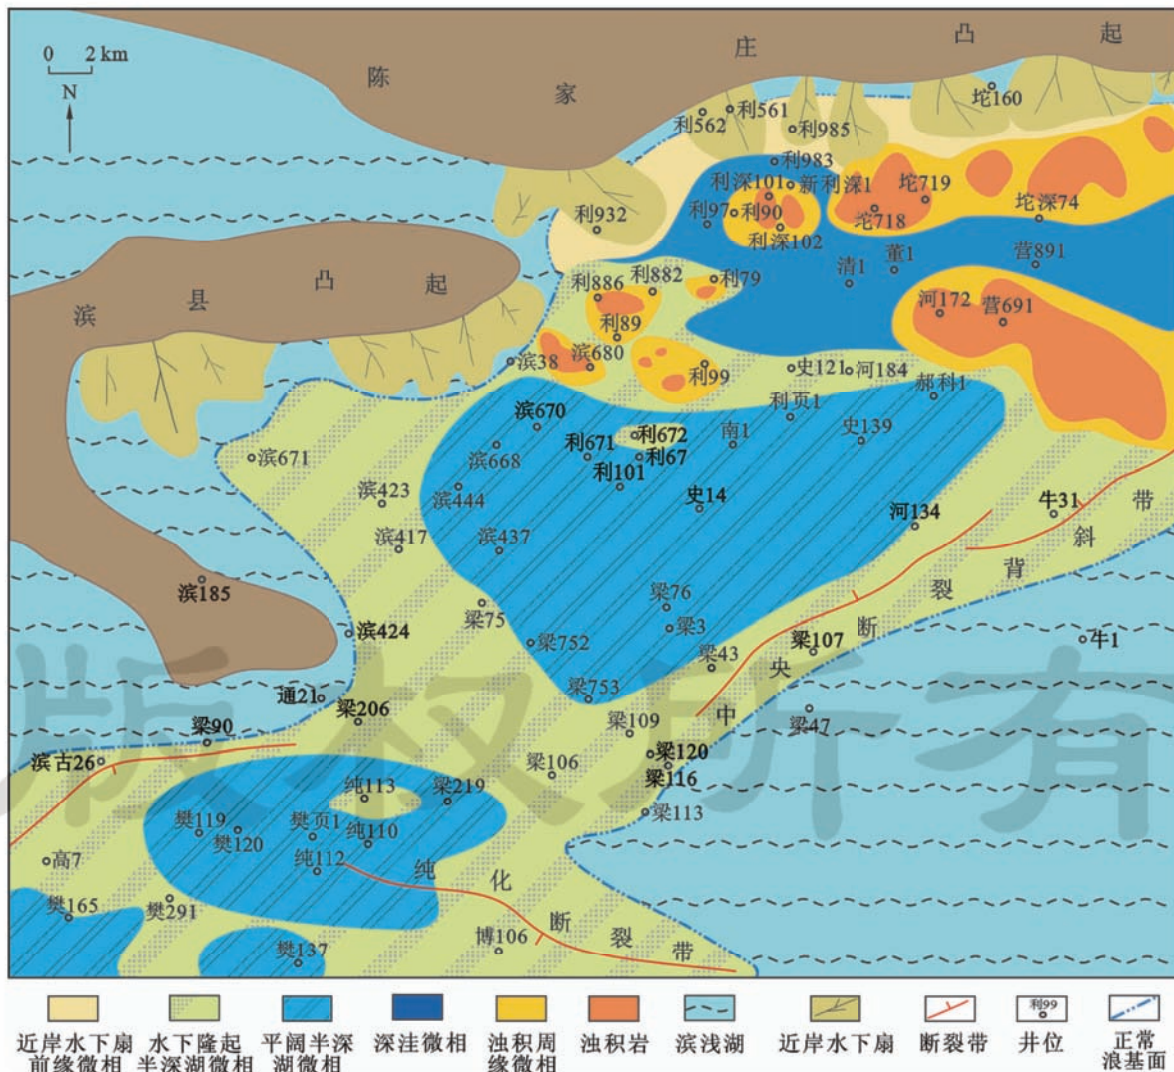 0 2 km
N
陈家庄凸起
坨160
利561
利562
利985
利983
利深101
新利深1
坨719
利932
利97
利90
坨718
坨深74
利深102
清1
董1
营891
滨县凸起
利886
利882
利79
河172
营691
利89
滨38
滨680
利99
史121
河184
郝科1
利页1
滨670
利672
利671
利67
南1
史139
滨671
滨668
利101
滨423
滨444
史14
河134
牛31
滨417
滨437
滨185
梁75
梁76
滨424
梁752
梁3
梁107
牛1
梁43
通21
梁753
梁206
梁109
梁47
梁90
梁120
滨古26
梁106
梁116
纯113
梁219
梁113
樊119
樊120
樊页1
纯110
高7
纯112
樊165
樊291
樊137
博106
中央断裂背斜带
纯化断裂带
版权所有
近岸水下扇
前缘微相
水下隆起
半深湖微相
平阔半深
湖微相
深洼微相
浊积周
缘微相
浊积岩
滨浅湖
近岸水下扇
断裂带
利99
井位
正常
浪基面